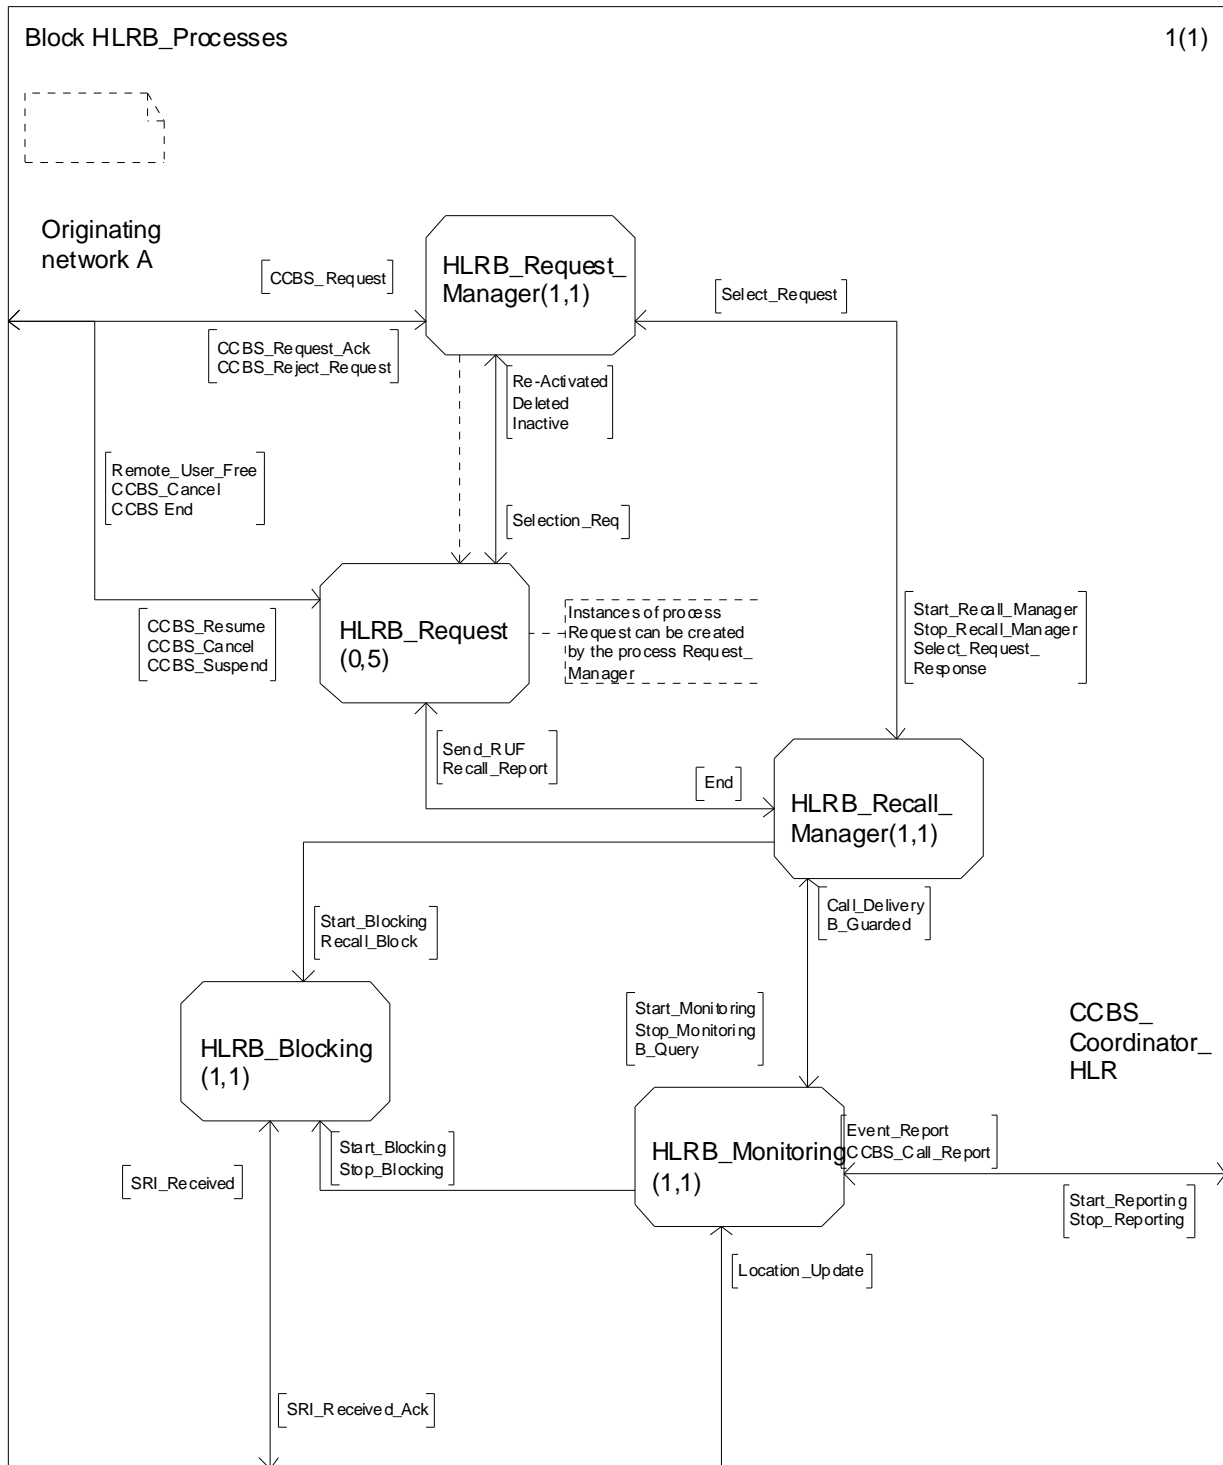 Block HLRB_Processes
1(1)
Originating
network A
CCBS_Request
HLRB_Request_
Manager(1,1)
Select_Request
CCBS_Request_Ack
CCBS_Reject_Request
Re-Activated
Deleted
Inactive
Remote_User_Free
CCBS_Cancel
CCBS End
Selection_Req
CCBS_Resume
CCBS_Cancel
CCBS_Suspend
HLRB_Request
(0,5)
Instances of process
Request can be created
by the process Request_
Manager
Start_Recall_Manager
Stop_Recall_Manager
Select_Request_
Response
Send_RUF
Recall_Report
End
HLRB_Recall_
Manager(1,1)
Start_Blocking
Recall_Block
Call_Delivery
B_Guarded
Start_Monitoring
Stop_Monitoring
B_Query
CCBS_
Coordinator_
HLR
HLRB_Blocking
(1,1)
Start_Blocking
Stop_Blocking
HLRB_Monitoring
(1,1)
Event_Report
CCBS_Call_Report
SRI_Received
Start_Reporting
Stop_Reporting
Location_Update
SRI_Received_Ack